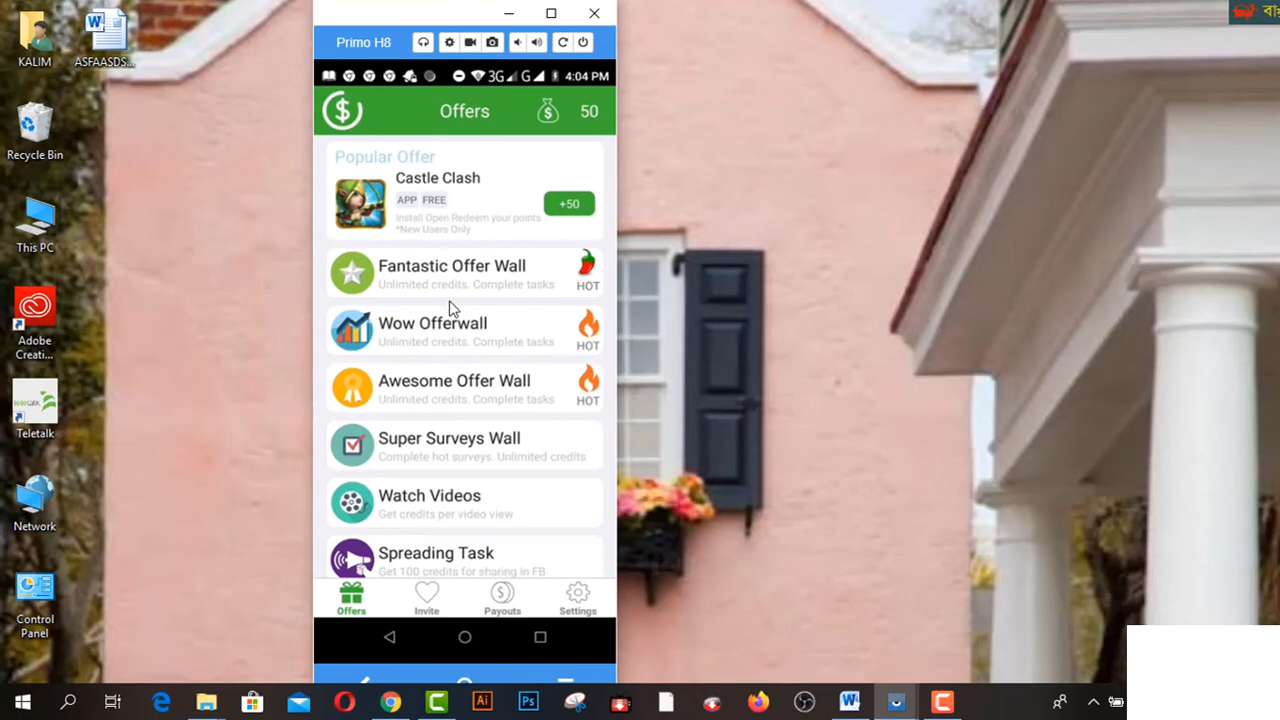 KALIM
ASFAASDS...
Recycle Bin
This PC
Adobe
Creati...
teletalk
Teletalk
Network
Control
Panel
Primo H8
3G G 4:04 PM
$ Offers $ 50
Popular Offer
Castle Clash
APP FREE
+50
Install Open Redeem your points
*New Users Only
Fantastic Offer Wall
Unlimited credits. Complete tasks
HOT
Wow Offerwall
Unlimited credits. Complete tasks
HOT
Awesome Offer Wall
Unlimited credits. Complete tasks
HOT
Super Surveys Wall
Complete hot surveys. Unlimited credits
Watch Videos
Get credits per video view
Spreading Task
Get 100 credits for sharing in FB
Offers Invite Payouts Settings
Ai Ps